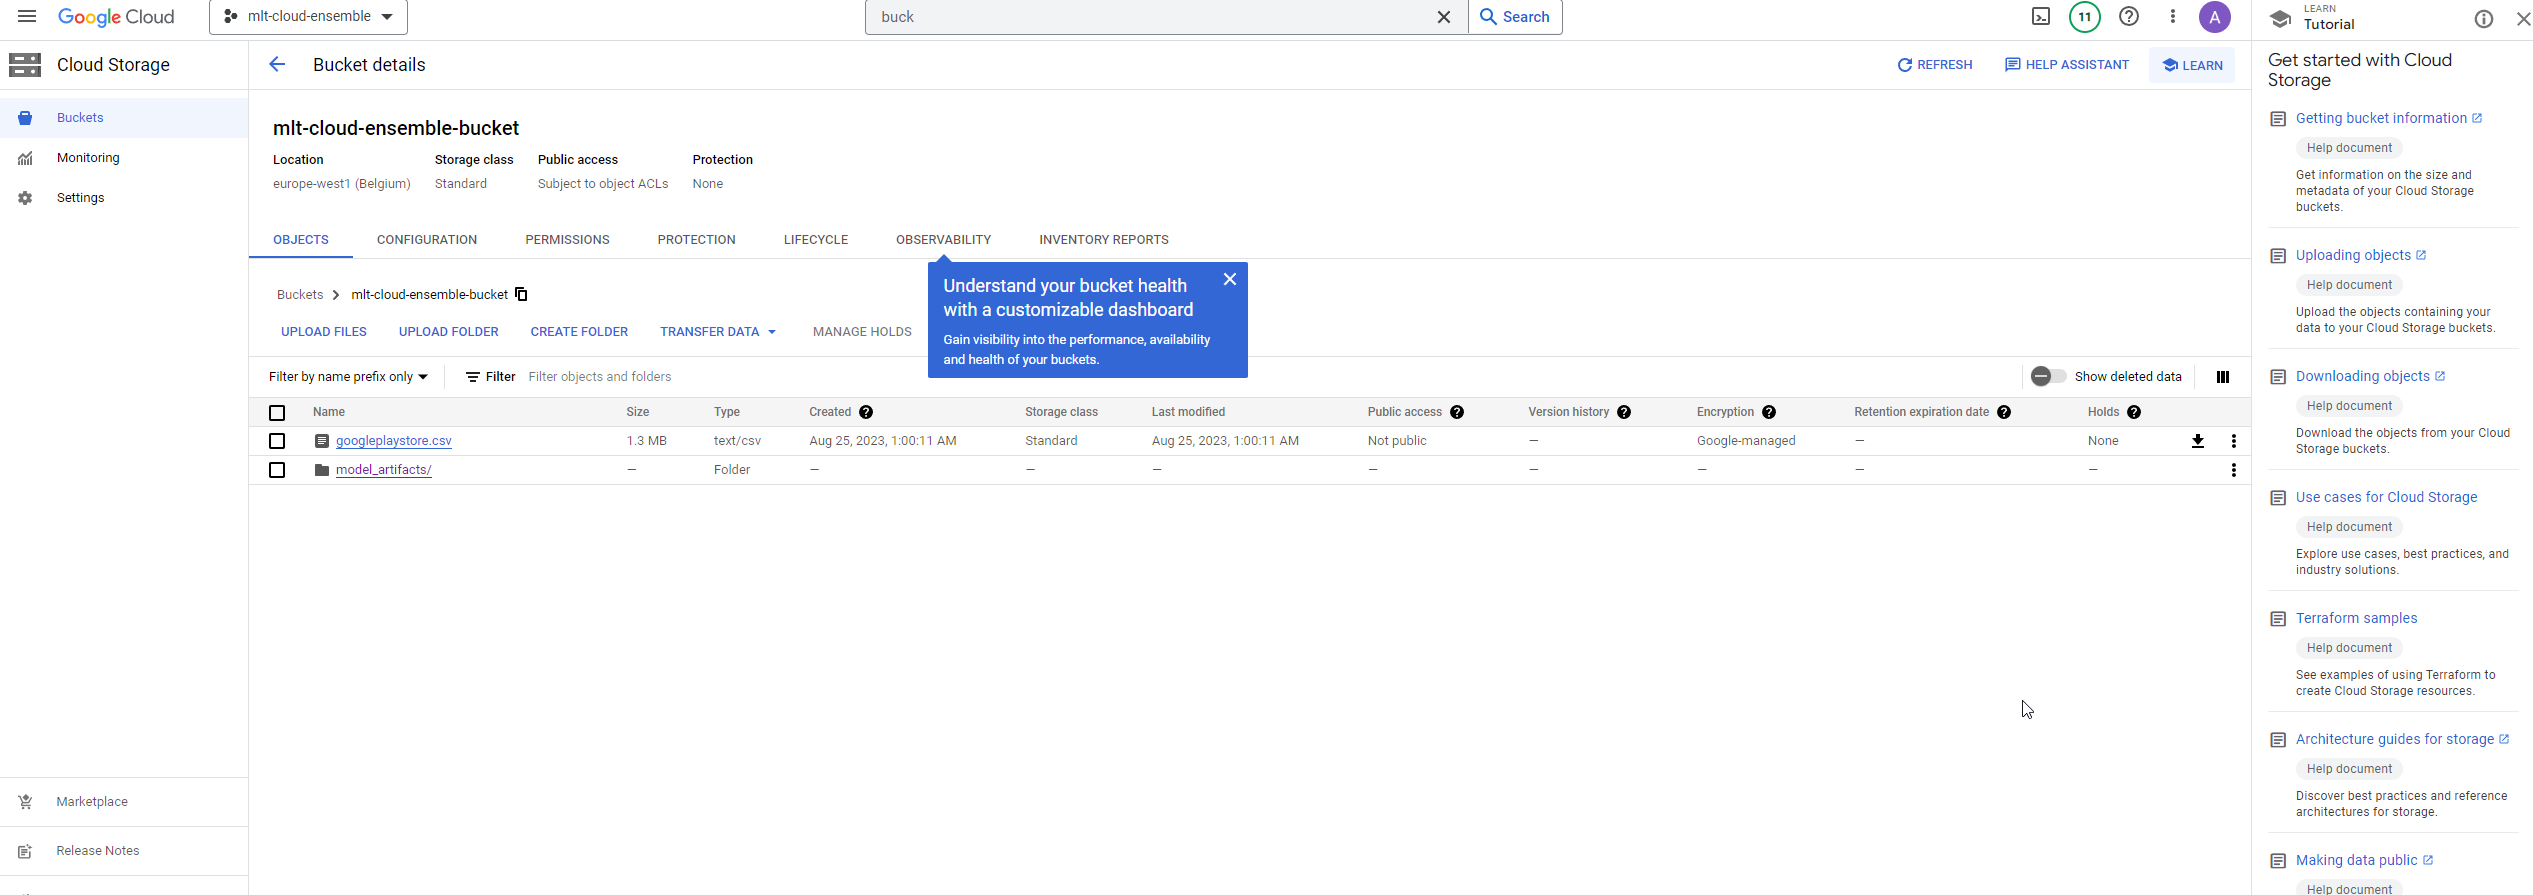 Google Cloud
mlt-cloud-ensemble
buck
Search
11
A
LEARN
Tutorial
Cloud Storage
Bucket details
REFRESH
HELP ASSISTANT
LEARN
Buckets
Monitoring
Settings
Marketplace
Release Notes
mlt-cloud-ensemble-bucket
Location Storage class Public access Protection
europe-west1 (Belgium) Standard Subject to object ACLs None
OBJECTS CONFIGURATION PERMISSIONS PROTECTION LIFECYCLE OBSERVABILITY INVENTORY REPORTS
Understand your bucket health
with a customizable dashboard
Gain visibility into the performance, availability
and health of your buckets.
Buckets > mlt-cloud-ensemble-bucket
UPLOAD FILES UPLOAD FOLDER CREATE FOLDER TRANSFER DATA MANAGE HOLDS
Filter by name prefix only Filter Filter objects and folders Show deleted data
Name Size Type Created Storage class Last modified Public access Version history Encryption Retention expiration date Holds
googleplaystore.csv 1.3 MB text/csv Aug 25, 2023, 1:00:11 AM Standard Aug 25, 2023, 1:00:11 AM Not public — Google-managed — None
model_artifacts/ — Folder — — — — — — — —
Get started with Cloud
Storage
Getting bucket information
Help document
Get information on the size and
metadata of your Cloud Storage
buckets.
Uploading objects
Help document
Upload the objects containing your
data to your Cloud Storage buckets.
Downloading objects
Help document
Download the objects from your Cloud
Storage buckets.
Use cases for Cloud Storage
Help document
Explore use cases, best practices, and
industry solutions.
Terraform samples
Help document
See examples of using Terraform to
create Cloud Storage resources.
Architecture guides for storage
Help document
Discover best practices and reference
architectures for storage.
Making data public
Help document